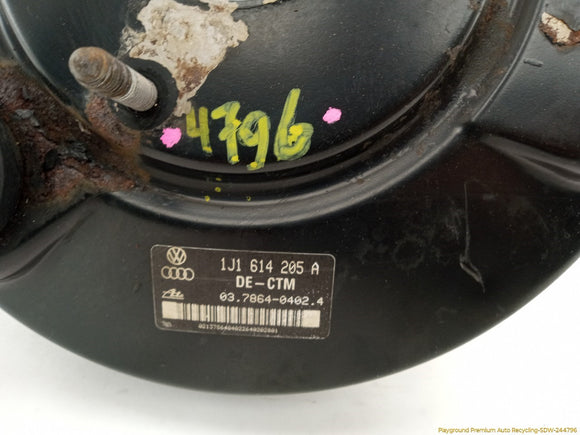 4796
1J1 614 205 A
DE-CTM
03.7864-0402.4
Playground Premium Auto Recycling-SDW-244796